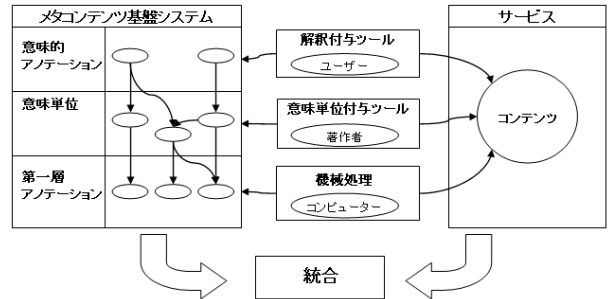 メタコンテンツ基盤システム
サービス
意味的
アノテーション
解釈付与ツール
ユーザー
意味単位
意味単位付与ツール
著作者
コンテンツ
第一層
アノテーション
機械処理
コンピューター
統合